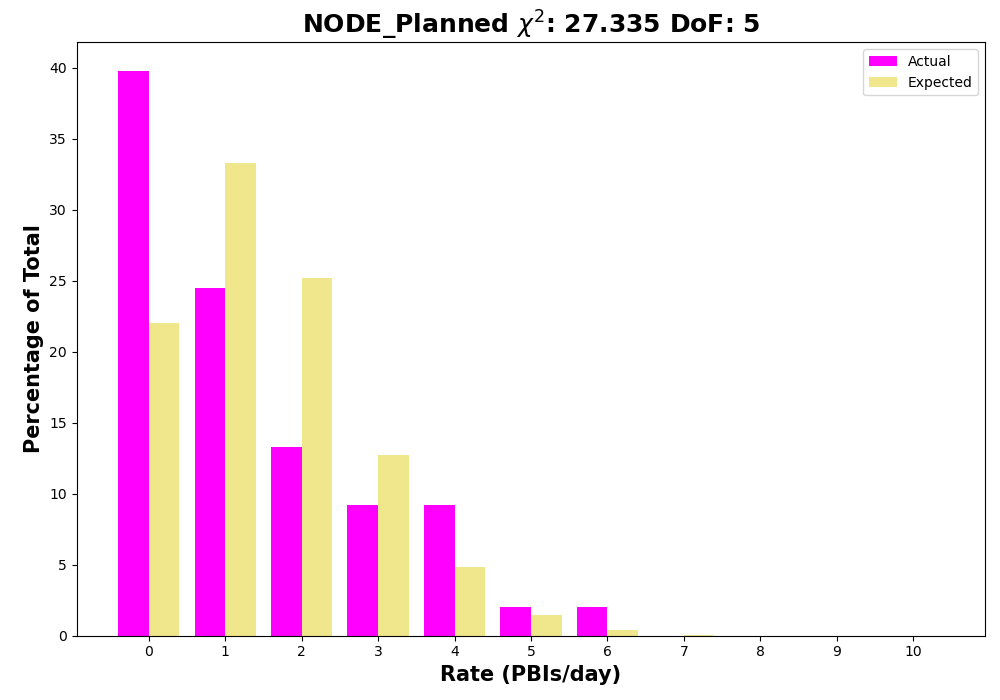 NODE_Planned χ²: 27.335 DoF: 5
Actual
Expected
Percentage of Total
40
35
30
25
20
15
10
5
0
0 1 2 3 4 5 6 7 8 9 10
Rate (PBIs/day)